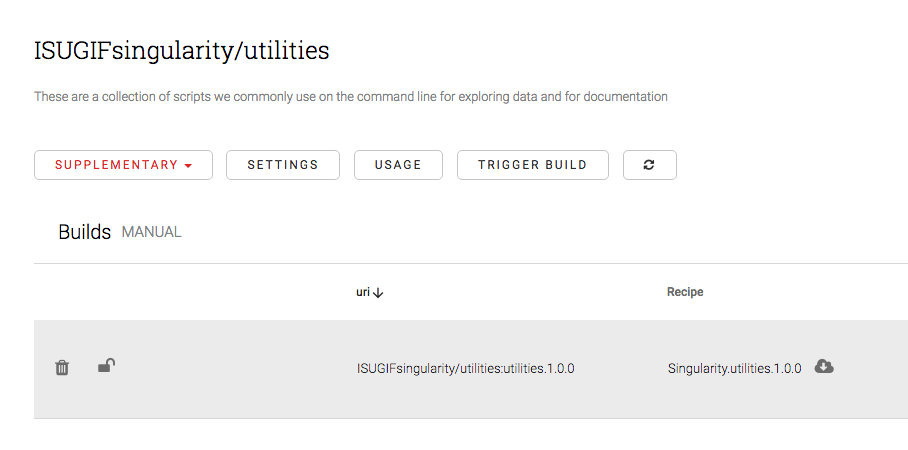 ISUGIFsingularity/utilities
These are a collection of scripts we commonly use on the command line for exploring data and for documentation
SUPPLEMENTARY SETTINGS USAGE TRIGGER BUILD
Builds MANUAL
uri Recipe
ISUGIFsingularity/utilities:utilities.1.0.0 Singularity.utilities.1.0.0